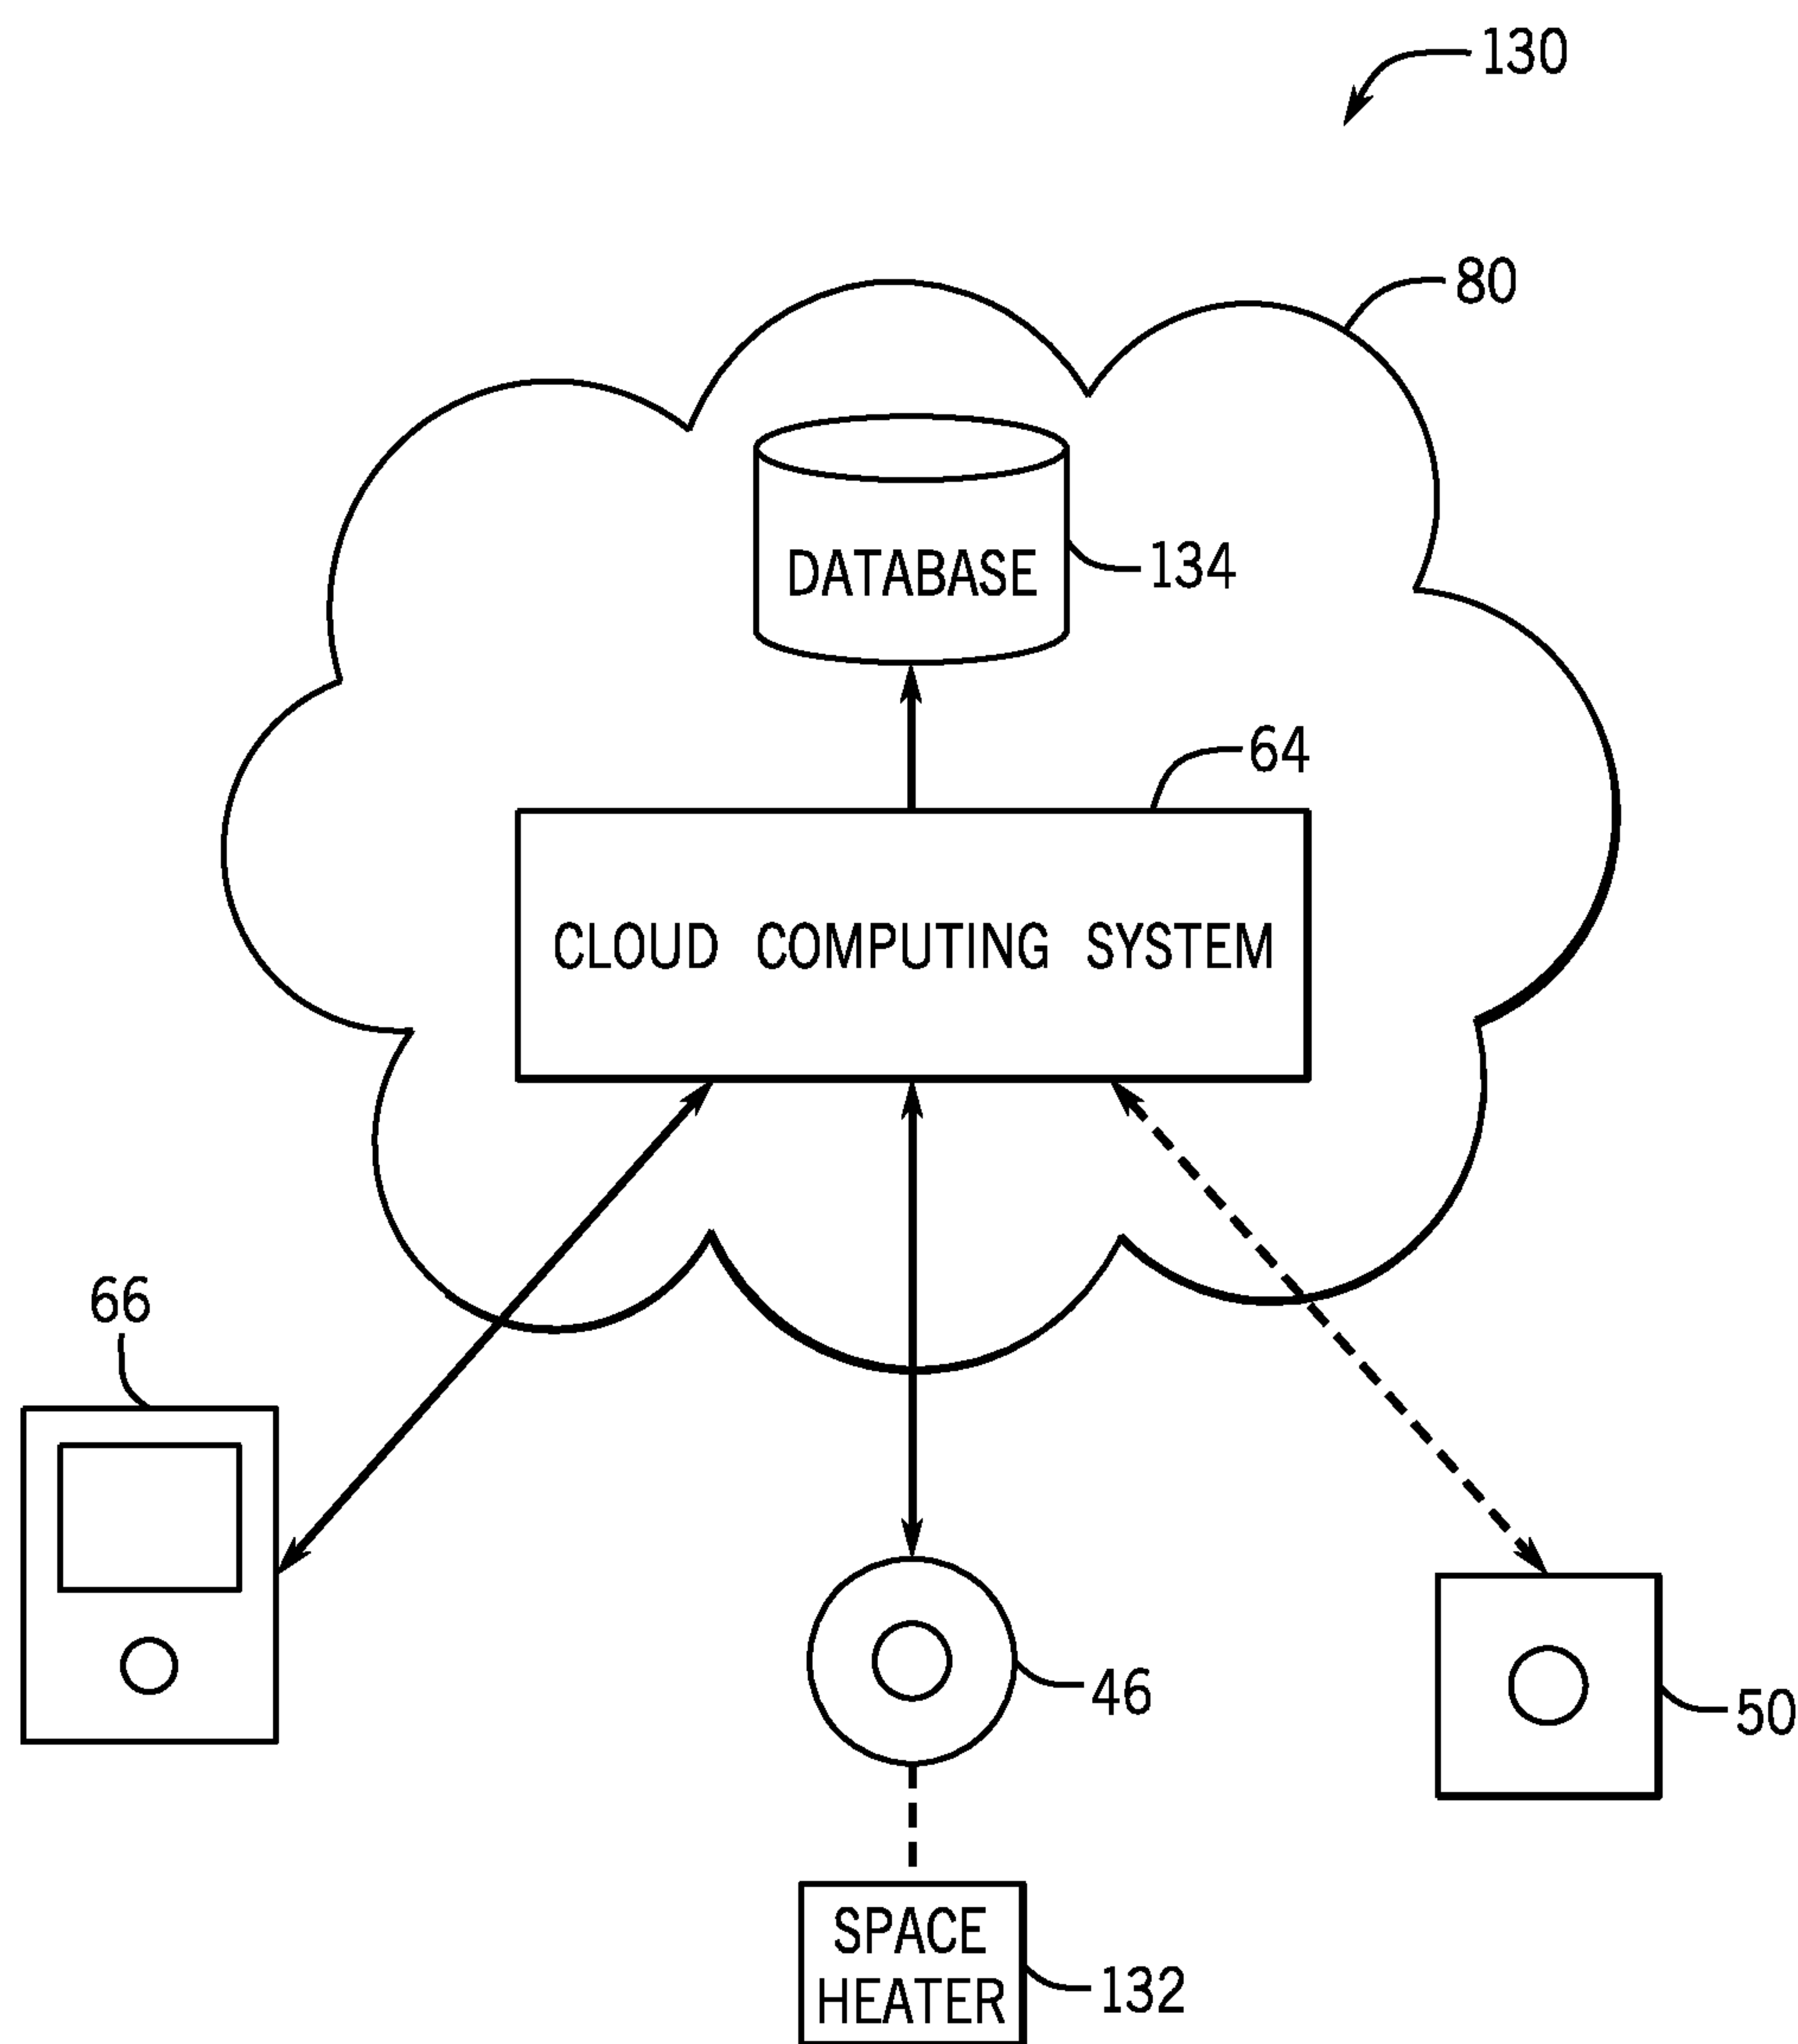 130
80
DATABASE
134
64
CLOUD COMPUTING SYSTEM
66
46
50
SPACE
HEATER
132